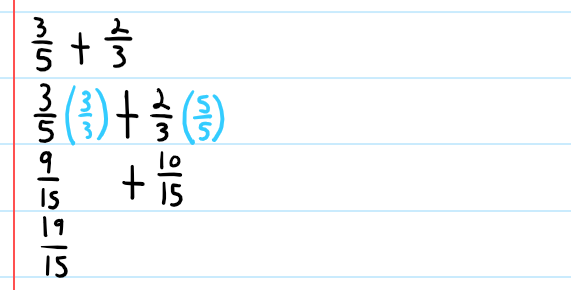 3/5 + 2/3
3/5 (3/3) + 2/3 (5/5)
9/15 + 10/15
19/15